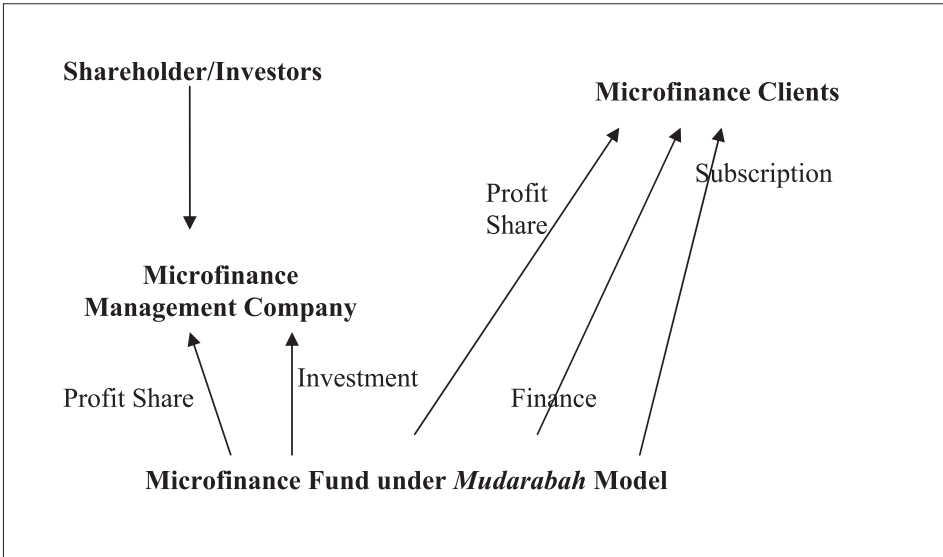 Shareholder/Investors
Microfinance Clients
Subscription
Profit
Share
Microfinance
Management Company
Investment
Profit Share
Finance
Microfinance Fund under Mudarabah Model